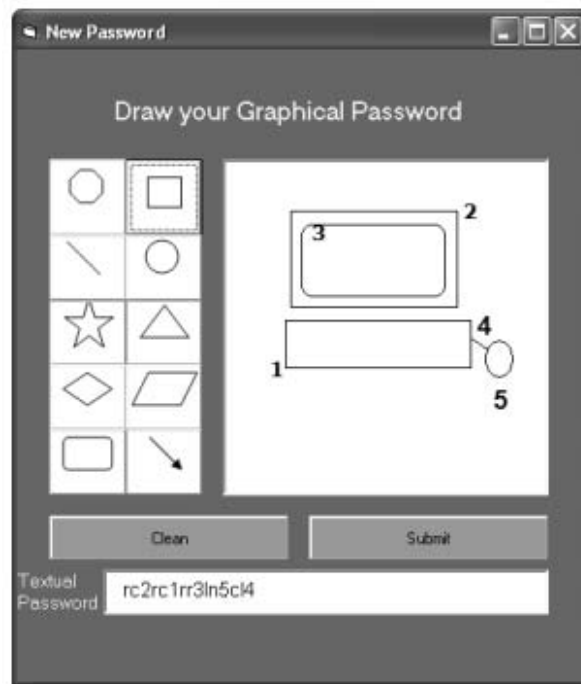 New Password
Draw your Graphical Password
2
3
4
1
5
Clean
Submit
Textual
Password
rc2rc1rr3ln5cl4